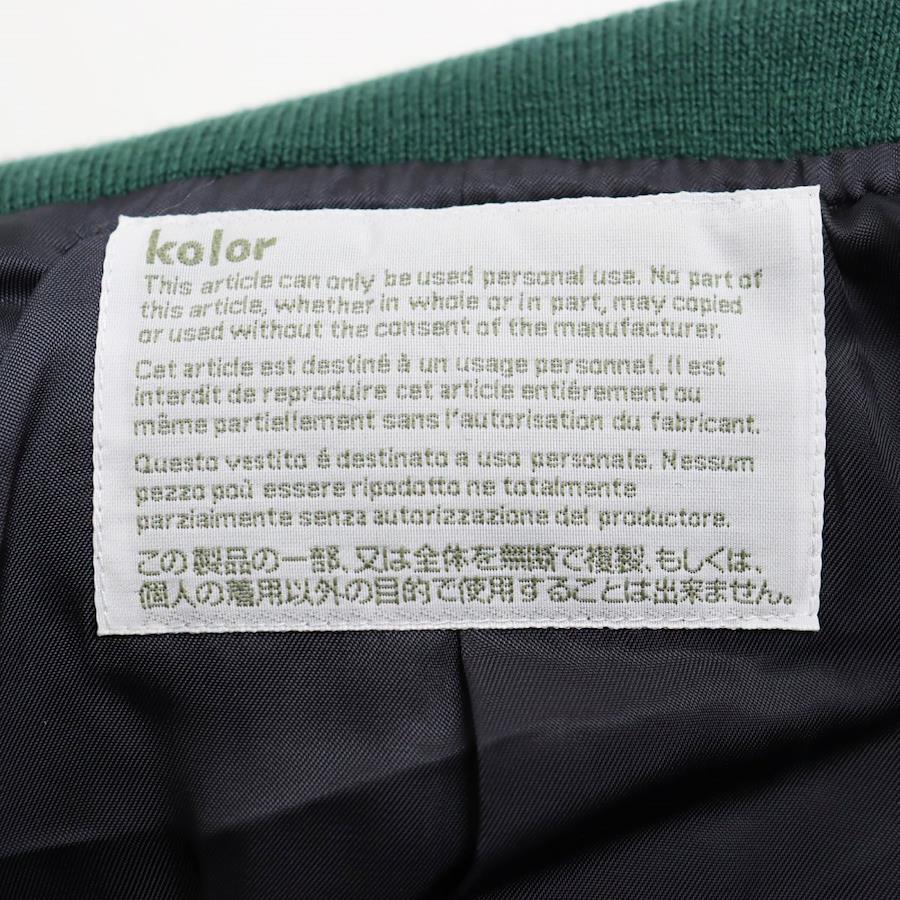 kolor
This article can only be used personal use. No part of
this article, whether in whole or in part, may copied
or used without the consent of the manufacturer.
Cet article est destiné à un usage personnel. Il est
interdit de reproduire cet article entiérement ou
même partiellement sans l'autorisation du fabricant.
Questo vestito é destinato a uso personale. Nessum
pezzo poù essere ripodotto ne totalmente
parzialmente senza autorizzazione del productore.
この製品の一部、又は全体を無断で複製、もしくは、
個人の着用以外の目的で使用することは出来ません。